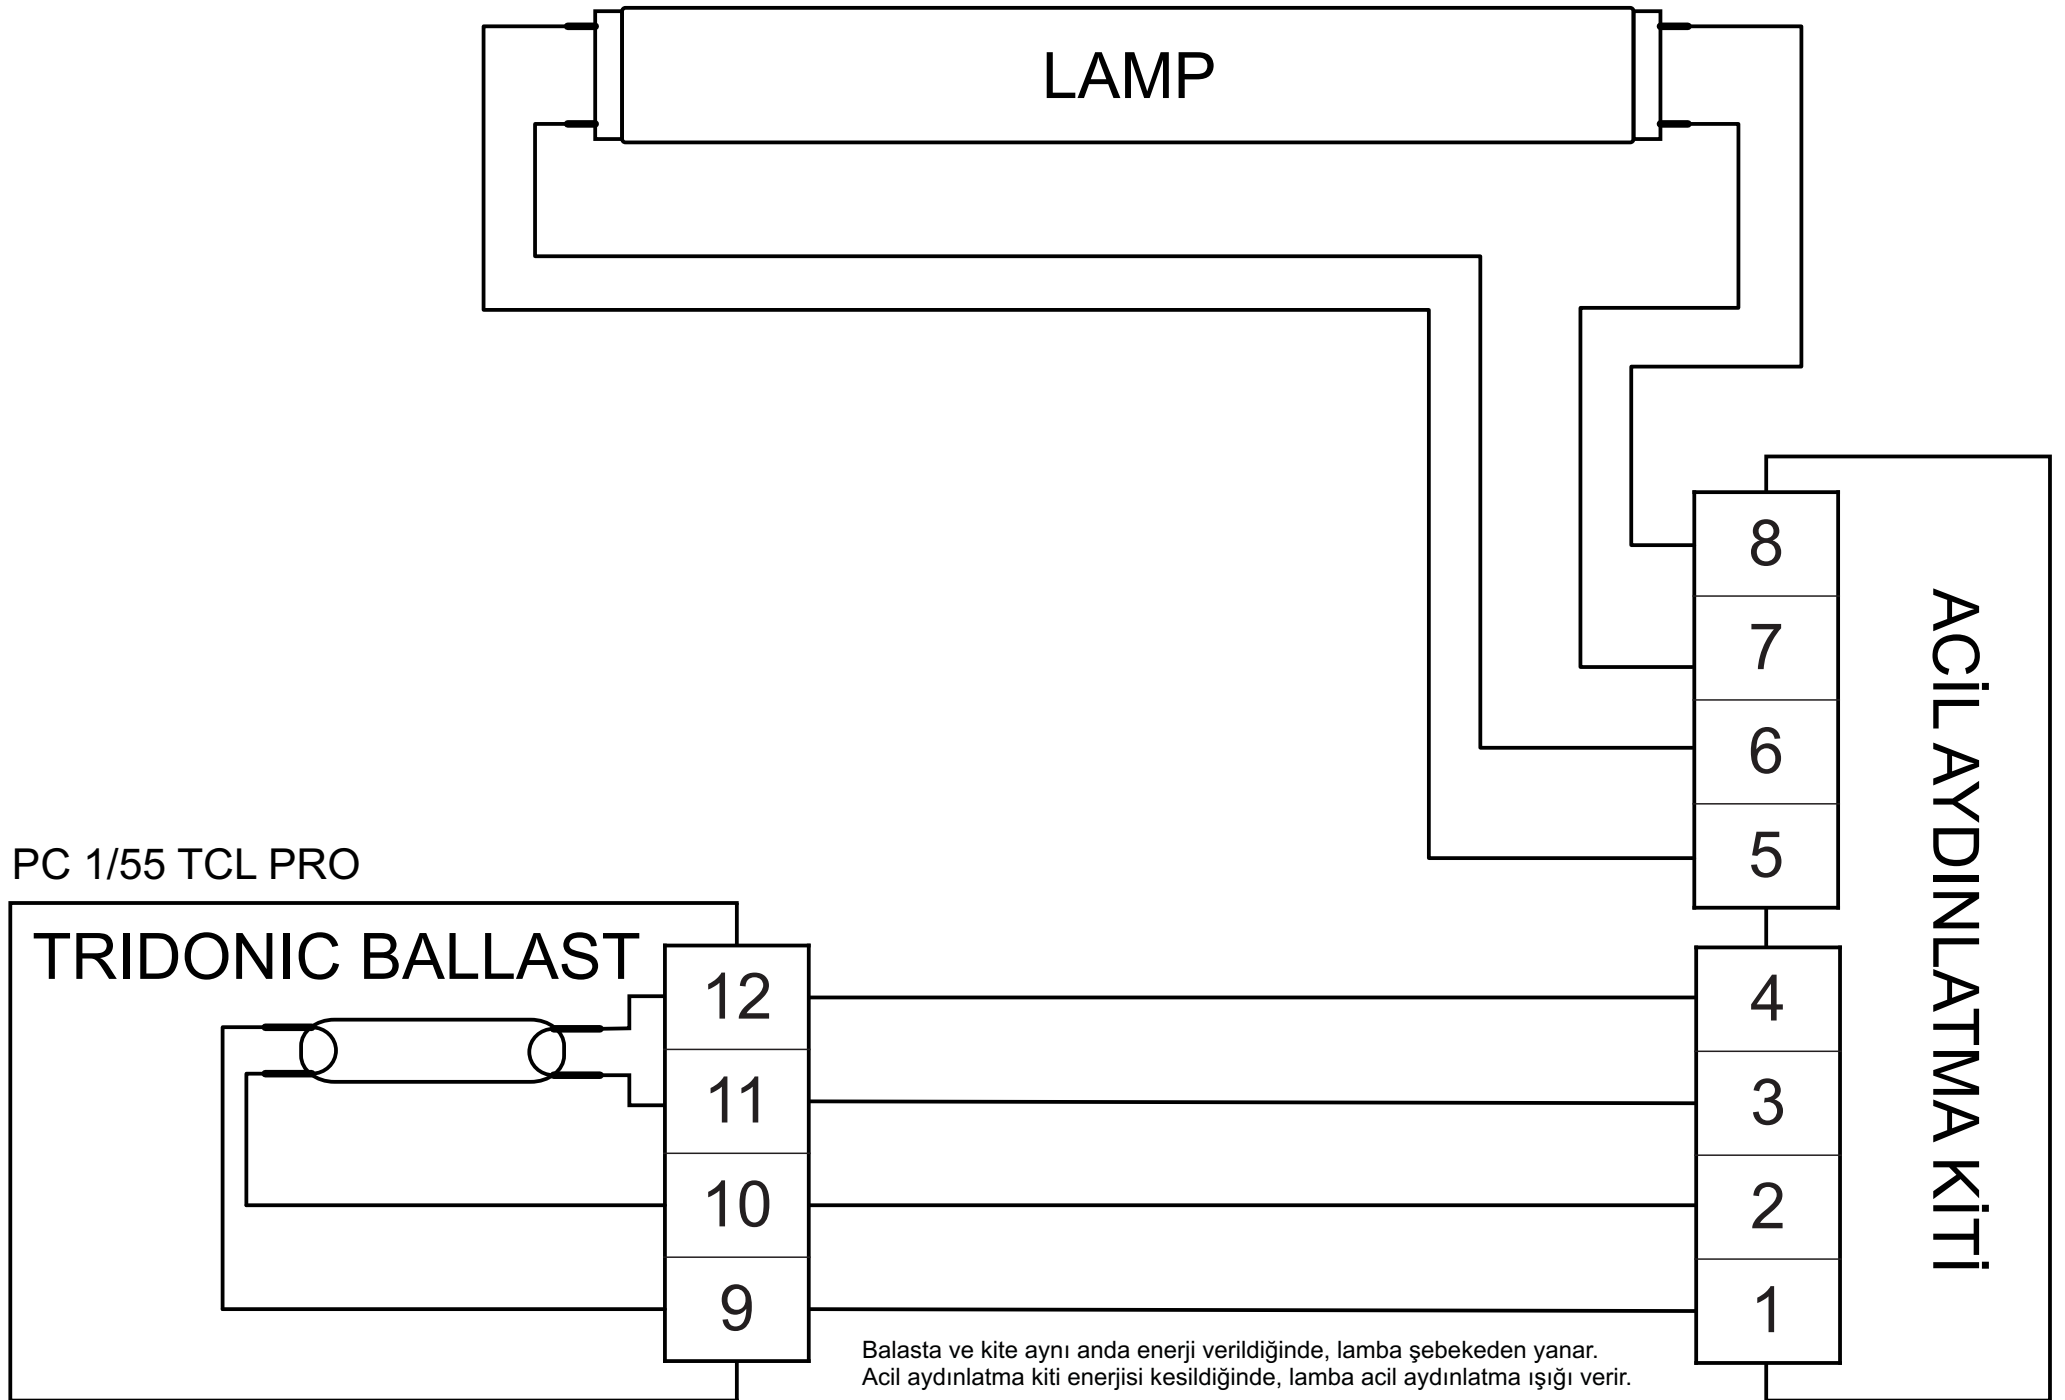 LAMP
8
7
6
5
ACİL AYDINLATMA KİTİ
PC 1/55 TCL PRO
TRIDONIC BALLAST
12
11
10
9
4
3
2
1
Balasta ve kite aynı anda enerji verildiğinde, lamba şebekeden yanar.
Acil aydınlatma kiti enerjisi kesildiğinde, lamba acil aydınlatma ışığı verir.